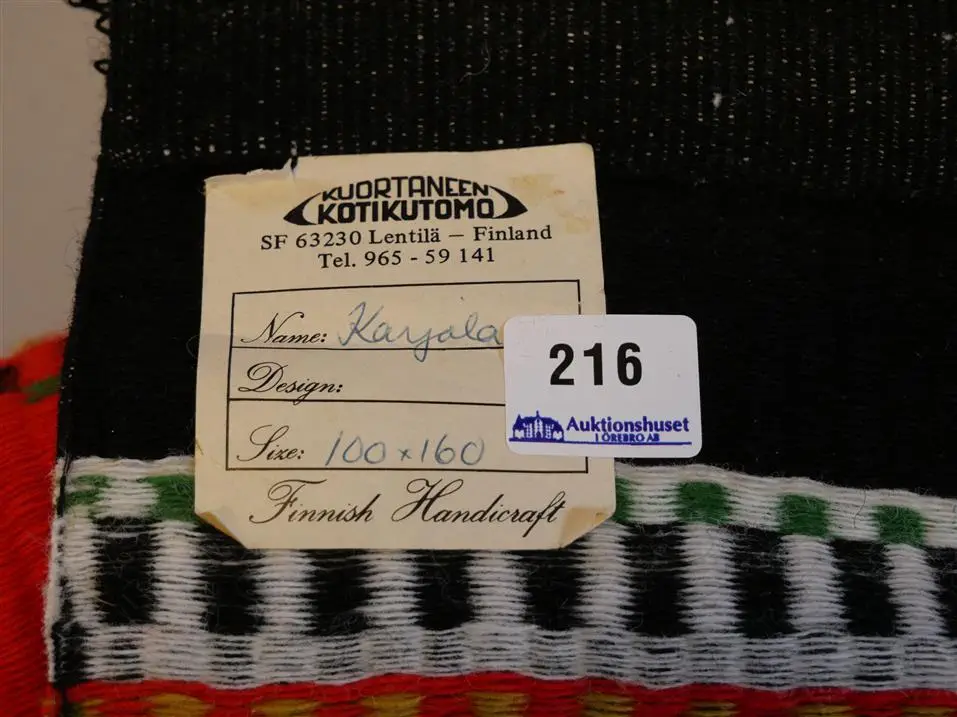 KUORTANEEN
KOTIKUTOMO
SF 63230 Lentilä – Finland
Tel. 965 - 59 141
Name: Karjala
Design:
Size: 100 x 160
Finnish Handicraft
216
Auktionshuset
I ÖREBRO AB